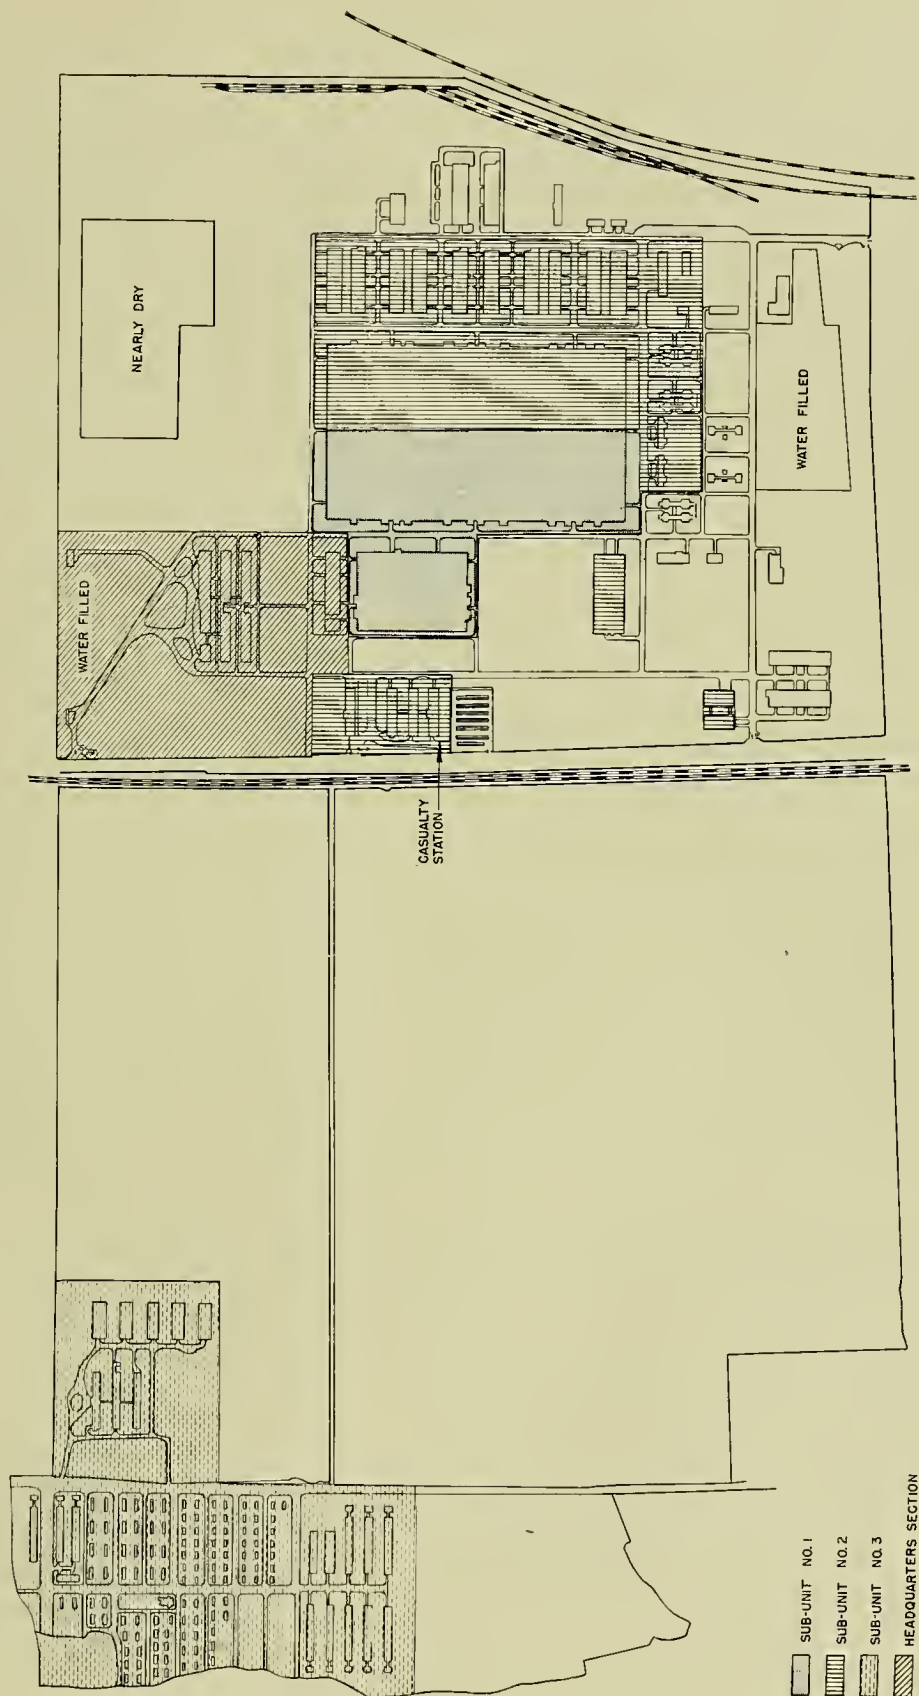 NEARLY DRY
WATER FILLED
WATER FILLED
CASUALTY
STATION
SUB-UNIT NO. 1
SUB-UNIT NO. 2
SUB-UNIT NO. 3
HEADQUARTERS SECTION